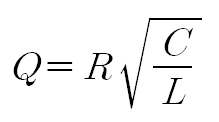 Q = R√(C/L)